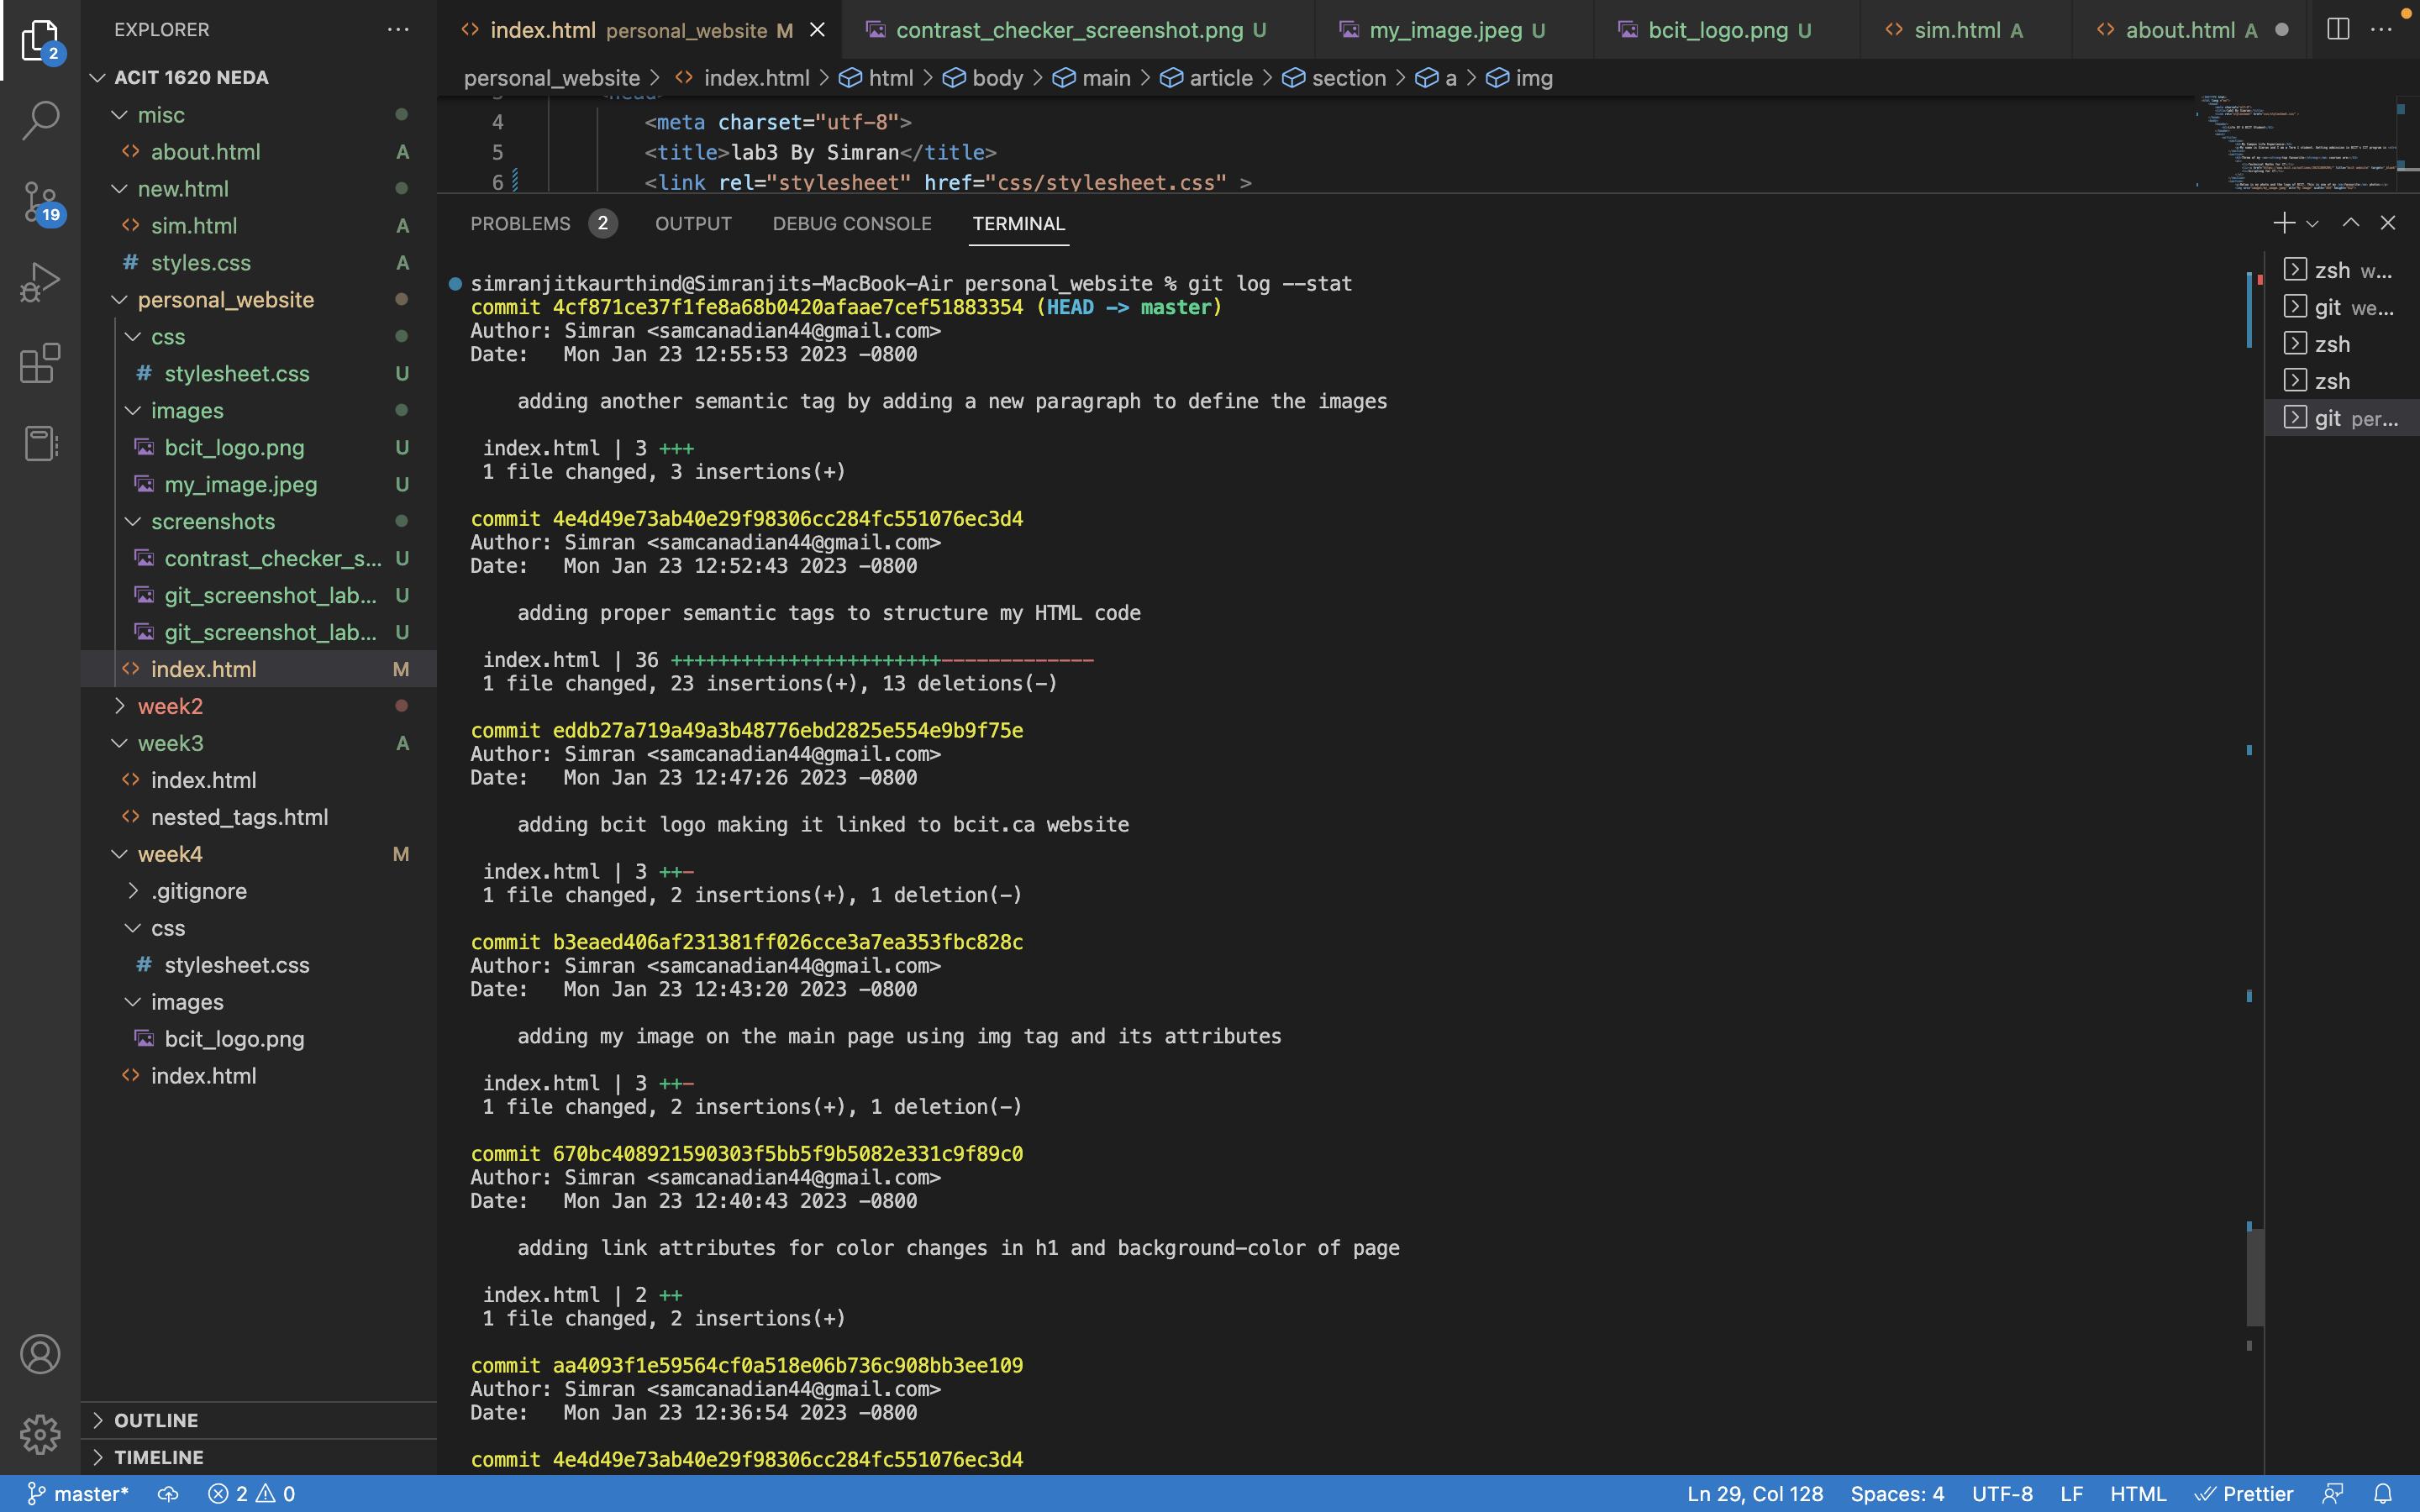 EXPLORER
ACIT 1620 NEDA
misc
about.html A
new.html
sim.html A
styles.css A
personal_website
css
stylesheet.css U
images
bcit_logo.png U
my_image.jpeg U
screenshots
contrast_checker_s... U
git_screenshot_lab... U
git_screenshot_lab... U
index.html M
week2
week3 A
index.html
nested_tags.html
week4 M
.gitignore
css
stylesheet.css
images
bcit_logo.png
index.html
OUTLINE
TIMELINE
2
19
index.html personal_website M
contrast_checker_screenshot.png U
my_image.jpeg U
bcit_logo.png U
sim.html A
about.html A
personal_website > index.html > html > body > main > article > section > a > img
4 <meta charset="utf-8">
5 <title>lab3 By Simran</title>
6 <link rel="stylesheet" href="css/stylesheet.css" >
PROBLEMS 2 OUTPUT DEBUG CONSOLE TERMINAL
simranjitkaurthind@Simranjits-MacBook-Air personal_website % git log --stat
commit 4cf871ce37f1fe8a68b0420afaae7cef51883354 (HEAD -> master)
Author: Simran <samcanadian44@gmail.com>
Date: Mon Jan 23 12:55:53 2023 -0800
adding another semantic tag by adding a new paragraph to define the images
index.html | 3 +++
1 file changed, 3 insertions(+)
commit 4e4d49e73ab40e29f98306cc284fc551076ec3d4
Author: Simran <samcanadian44@gmail.com>
Date: Mon Jan 23 12:52:43 2023 -0800
adding proper semantic tags to structure my HTML code
index.html | 36 +++++++++++++++++++++++-------------
1 file changed, 23 insertions(+), 13 deletions(-)
commit eddb27a719a49a3b48776ebd2825e554e9b9f75e
Author: Simran <samcanadian44@gmail.com>
Date: Mon Jan 23 12:47:26 2023 -0800
adding bcit logo making it linked to bcit.ca website
index.html | 3 ++-
1 file changed, 2 insertions(+), 1 deletion(-)
commit b3eaed406af231381ff026cce3a7ea353fbc828c
Author: Simran <samcanadian44@gmail.com>
Date: Mon Jan 23 12:43:20 2023 -0800
adding my image on the main page using img tag and its attributes
index.html | 3 ++-
1 file changed, 2 insertions(+), 1 deletion(-)
commit 670bc408921590303f5bb5f9b5082e331c9f89c0
Author: Simran <samcanadian44@gmail.com>
Date: Mon Jan 23 12:40:43 2023 -0800
adding link attributes for color changes in h1 and background-color of page
index.html | 2 ++
1 file changed, 2 insertions(+)
commit aa4093f1e59564cf0a518e06b736c908bb3ee109
Author: Simran <samcanadian44@gmail.com>
Date: Mon Jan 23 12:36:54 2023 -0800
commit 4e4d49e73ab40e29f98306cc284fc551076ec3d4
zsh w...
git we...
zsh
zsh
git per...
master* 2 0 Ln 29, Col 128 Spaces: 4 UTF-8 LF HTML Prettier